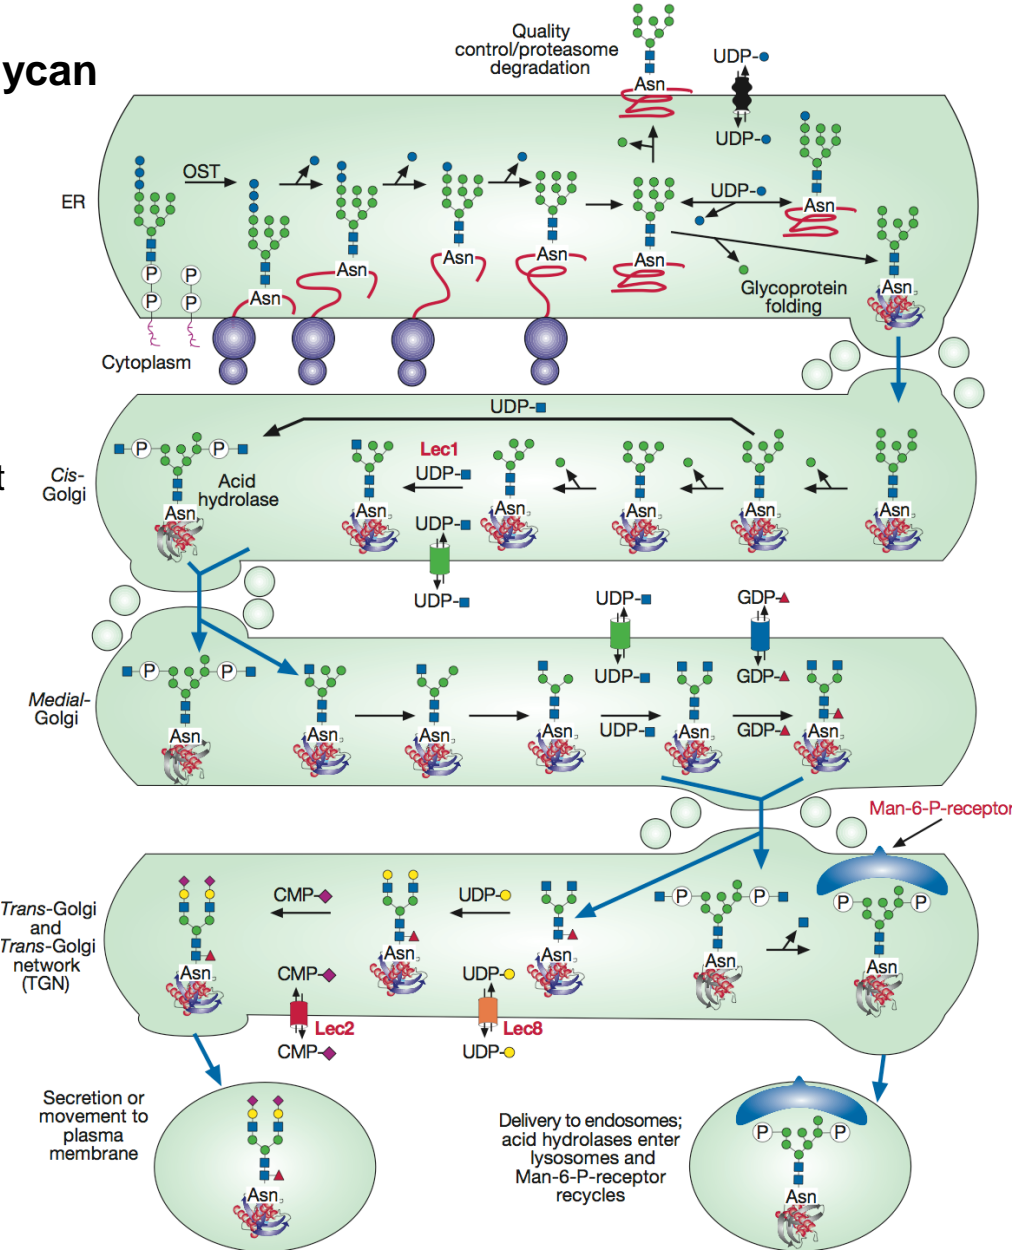 ycan
Quality
control/proteasome
degradation
Asn
UDP-
UDP-
OST
ER
P
P
P
P
Asn
Asn
Asn
Asn
Asn
UDP-
Asn
Asn
Glycoprotein
folding
Cytoplasm
UDP-
t
Cis-
Golgi
P
P
Acid
hydrolase
Lec1
UDP-
Asn
Asn
Asn
Asn
Asn
Asn
UDP-
UDP-
UDP-
GDP-
UDP-
GDP-
P
P
Medial-
Golgi
Asn
Asn
Asn
Asn
UDP-
Asn
GDP-
Asn
Man-6-P-receptor
Trans-Golgi
and
Trans-Golgi
network
(TGN)
CMP-
UDP-
P
P
P
P
Asn
Asn
Asn
Asn
Asn
CMP-
UDP-
Lec2
Lec8
CMP-
UDP-
Secretion or
movement to
plasma
membrane
Asn
Delivery to endosomes;
acid hydrolases enter
lysosomes and
Man-6-P-receptor
recycles
P
P
Asn